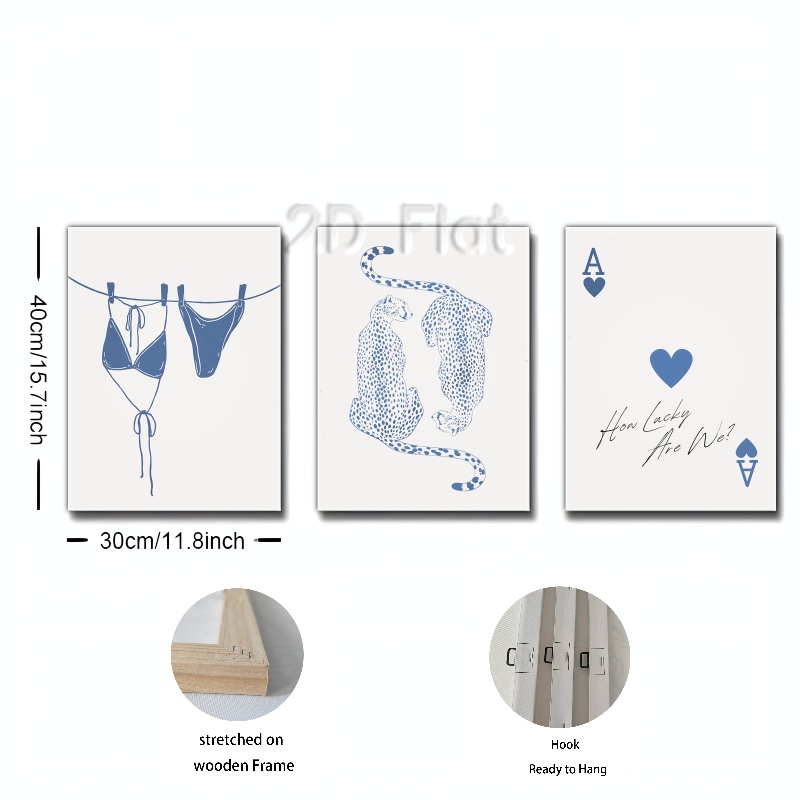 2D Flat
40cm/15.7inch
A
How Lucky
Are We?
A
30cm/11.8inch
stretched on
wooden Frame
Hook
Ready to Hang